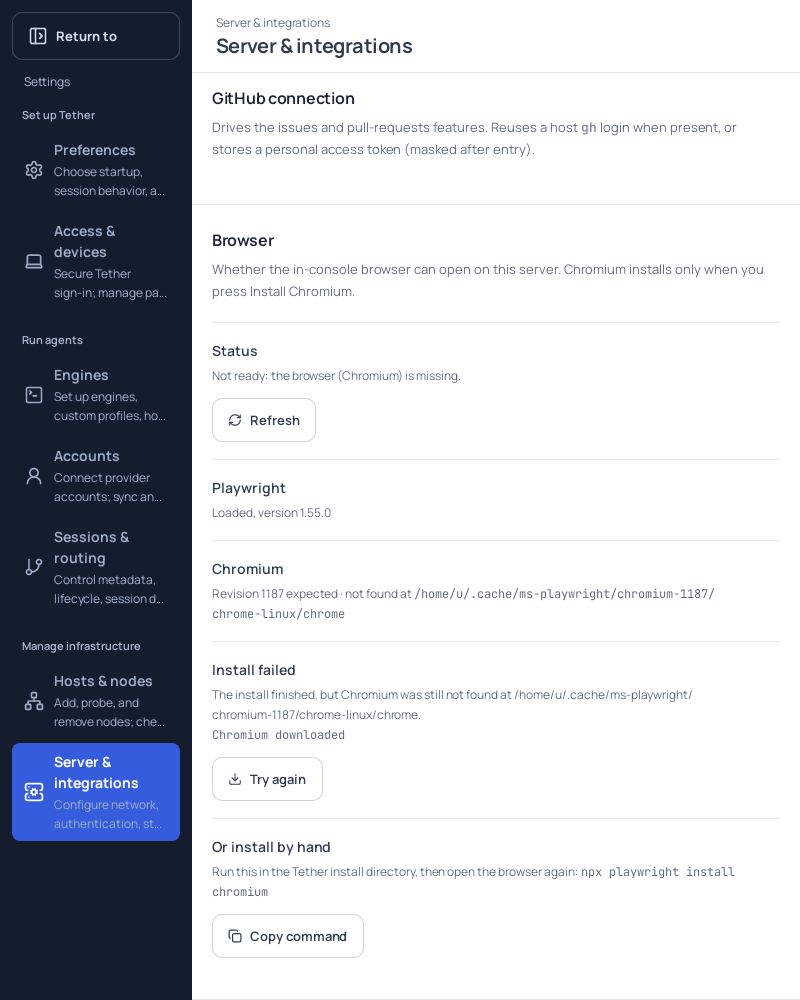 Return to
Settings
Set up Tether
Preferences
Choose startup,
session behavior, a...
Access &
devices
Secure Tether
sign-in; manage pa...
Run agents
Engines
Set up engines,
custom profiles, ho...
Accounts
Connect provider
accounts; sync an...
Sessions &
routing
Control metadata,
lifecycle, session d...
Manage infrastructure
Hosts & nodes
Add, probe, and
remove nodes; che...
Server &
integrations
Configure network,
authentication, st...
Server & integrations
Server & integrations
GitHub connection
Drives the issues and pull-requests features. Reuses a host gh login when present, or
stores a personal access token (masked after entry).
Browser
Whether the in-console browser can open on this server. Chromium installs only when you
press Install Chromium.
Status
Not ready: the browser (Chromium) is missing.
Refresh
Playwright
Loaded, version 1.55.0
Chromium
Revision 1187 expected · not found at /home/u/.cache/ms-playwright/chromium-1187/
chrome-linux/chrome
Install failed
The install finished, but Chromium was still not found at /home/u/.cache/ms-playwright/
chromium-1187/chrome-linux/chrome.
Chromium downloaded
Try again
Or install by hand
Run this in the Tether install directory, then open the browser again: npx playwright install
chromium
Copy command